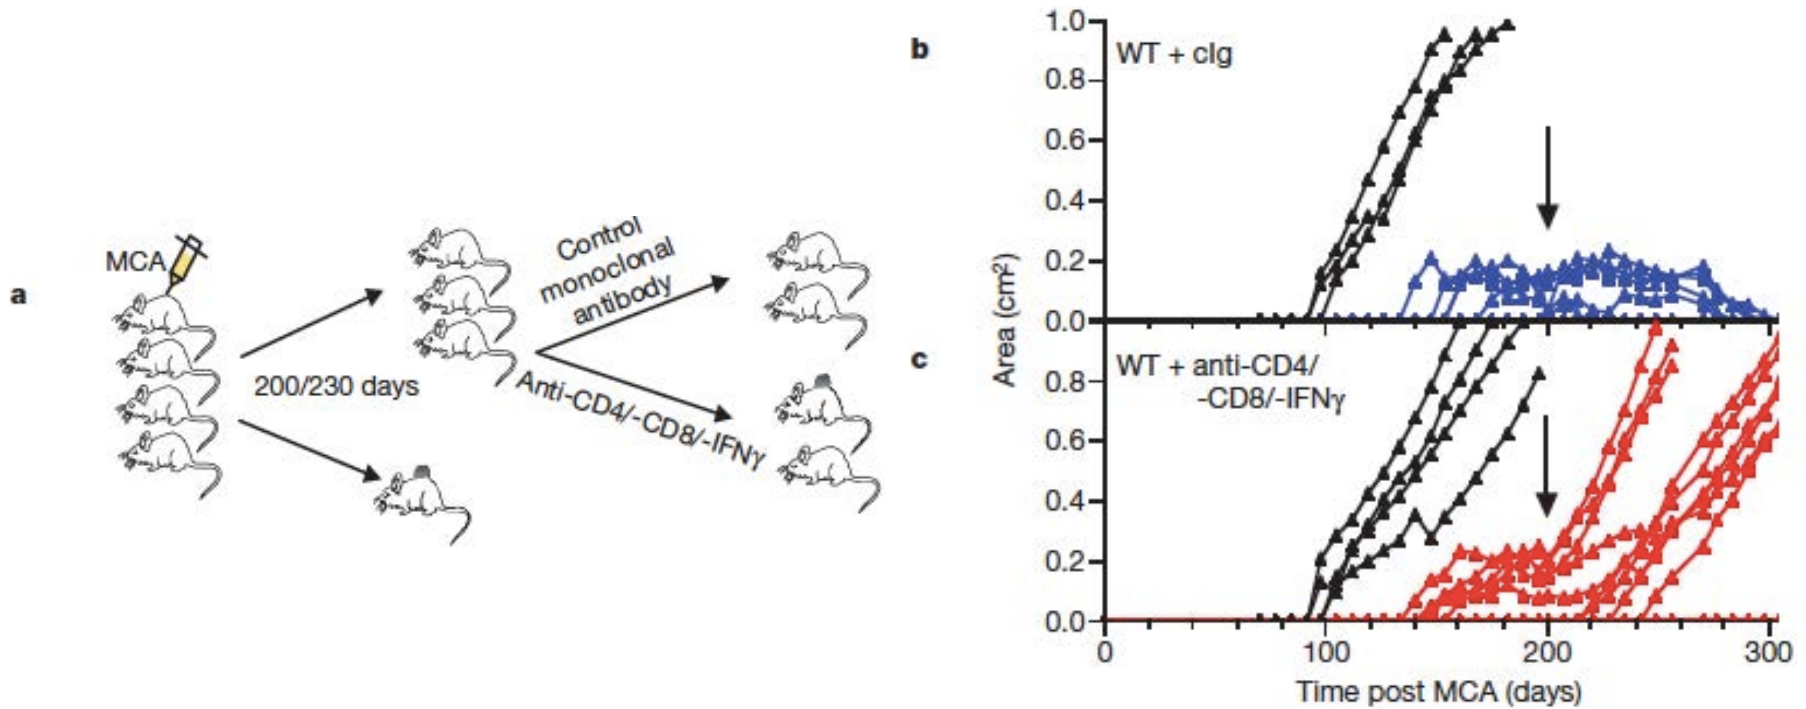 a
MCA
200/230 days
Control
monoclonal
antibody
Anti-CD4/-CD8/-IFNγ
b
WT + cIg
1.0
0.8
0.6
0.4
0.2
0.0
Area (cm²)
c
WT + anti-CD4/
-CD8/-IFNγ
0.8
0.6
0.4
0.2
0.0
0 100 200 300
Time post MCA (days)